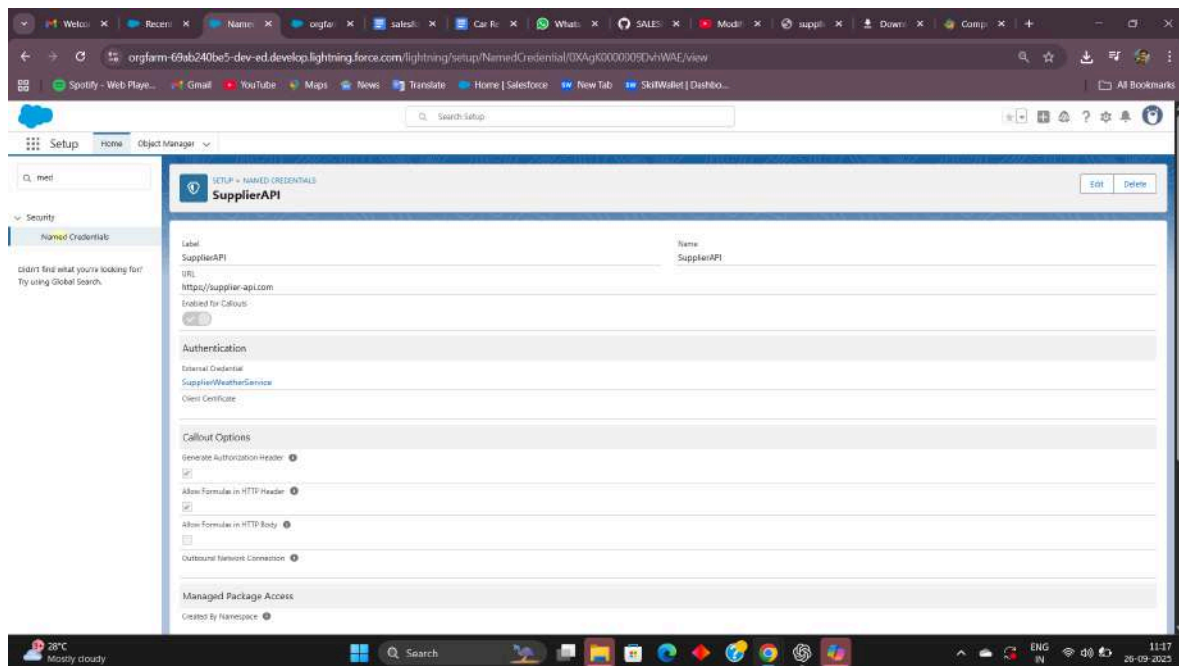 Welco
Recen
Name
orgfar
salesf
Car Re
What
SALES
Modif
suppli
Down
Comp
orgfarm-69ab240be5-dev-ed.develop.lightning.force.com/lightning/setup/NamedCredential/0XAgK0000009DvhWAE/view
Spotify - Web Playe...
Gmail
YouTube
Maps
News
Translate
Home | Salesforce
New Tab
SkillWallet | Dashbo...
All Bookmarks
Search Setup
Setup
Home
Object Manager
med
Security
Named Credentials
Didn't find what you're looking for?
Try using Global Search.
SETUP > NAMED CREDENTIALS
SupplierAPI
Edit
Delete
Label
SupplierAPI
Name
SupplierAPI
URL
https://supplier-api.com
Enabled for Callouts
Authentication
External Credential
SupplierWeatherService
Client Certificate
Callout Options
Generate Authorization Header
Allow Formulas in HTTP Header
Allow Formulas in HTTP Body
Outbound Network Connection
Managed Package Access
Created By Namespace
28°C
Mostly cloudy
Search
ENG
IN
11:17
26-09-2025